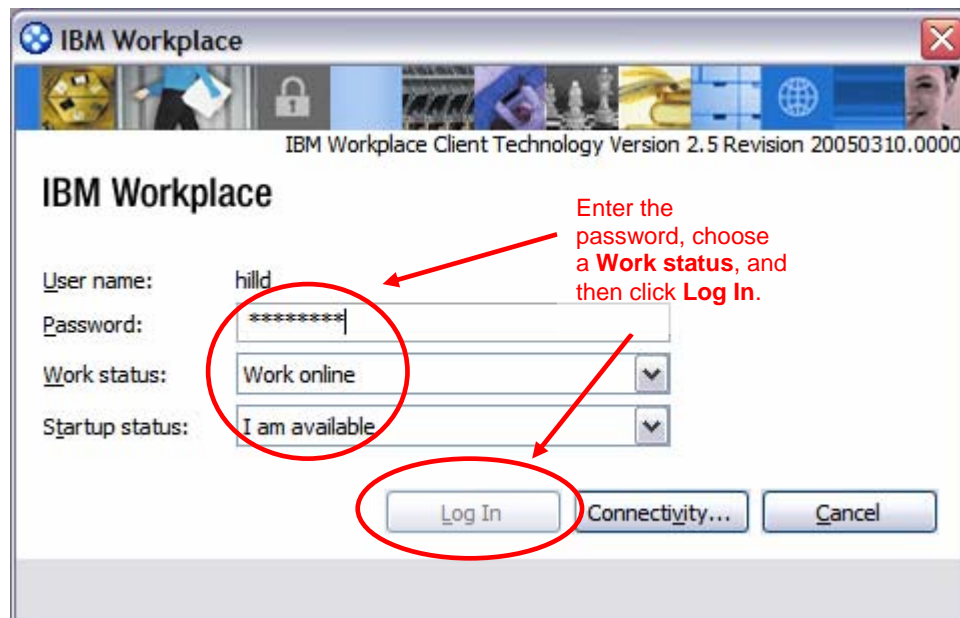 IBM Workplace
1
IBM Workplace Client Technology Version 2.5 Revision 20050310.0000
IBM Workplace
Enter the
password, choose
a Work status, and
then click Log In.
User name: hilld
Password: ********
Work status: Work online
Startup status: I am available
Log In Connectivity... Cancel